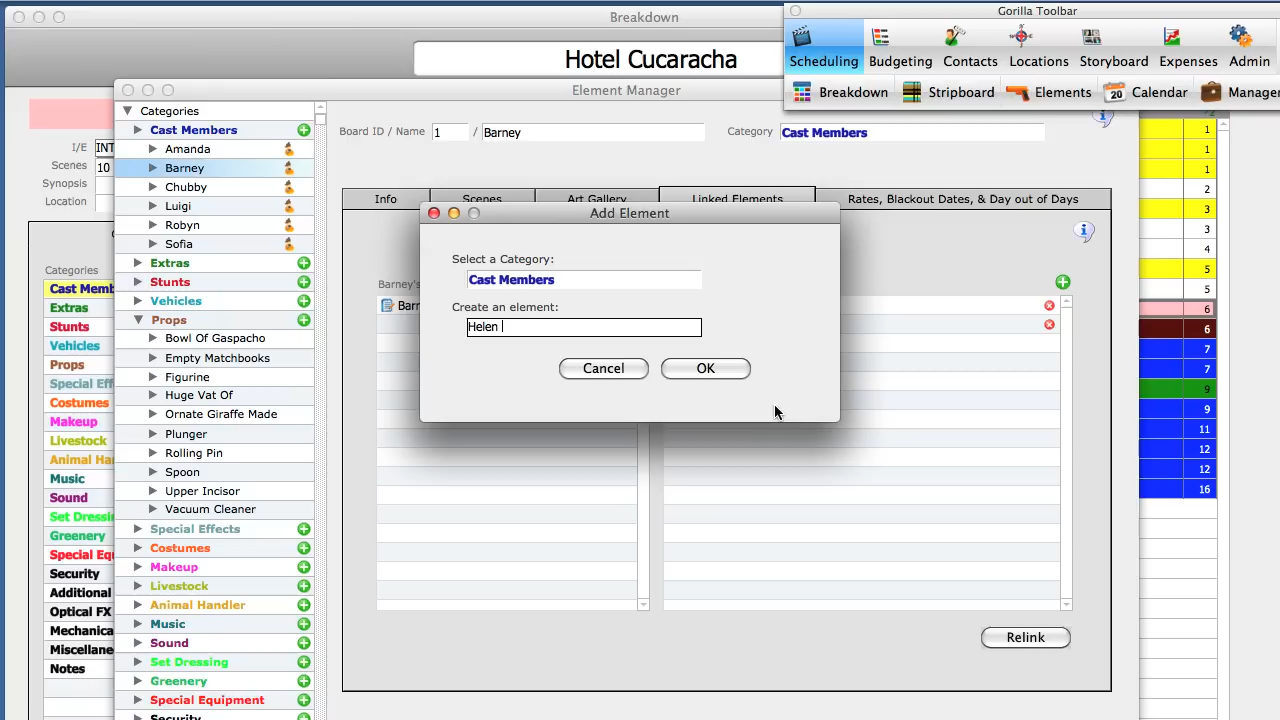 Breakdown
Gorilla Toolbar
Hotel Cucaracha
Scheduling
Budgeting
Contacts
Locations
Storyboard
Expenses
Admin
Breakdown
Stripboard
Elements
20
Calendar
Manager
Element Manager
Categories
Cast Members
Amanda
Barney
Chubby
Luigi
Robyn
Sofia
Extras
Stunts
Vehicles
Props
Bowl Of Gaspacho
Empty Matchbooks
Figurine
Huge Vat Of
Ornate Giraffe Made
Plunger
Rolling Pin
Spoon
Upper Incisor
Vacuum Cleaner
Special Effects
Costumes
Makeup
Livestock
Animal Handler
Music
Sound
Set Dressing
Greenery
Special Equipment
Security
Board ID / Name
1
/
Barney
Category
Cast Members
Info
Scenes
Art Gallery
Linked Elements
Rates, Blackout Dates, & Day out of Days
Barney's
Barn
Relink
Add Element
Select a Category:
Cast Members
Create an element:
Helen
Cancel
OK
I/E
INT
Scenes
10
Synopsis
Location
Categories
Cast Memb
Extras
Stunts
Vehicles
Props
Special Eff
Costumes
Makeup
Livestock
Animal Har
Music
Sound
Set Dressin
Greenery
Special Equ
Security
Additional
Optical FX
Mechanica
Miscellane
Notes
1
1
1
2
3
3
4
5
5
6
6
7
7
9
9
11
12
12
16